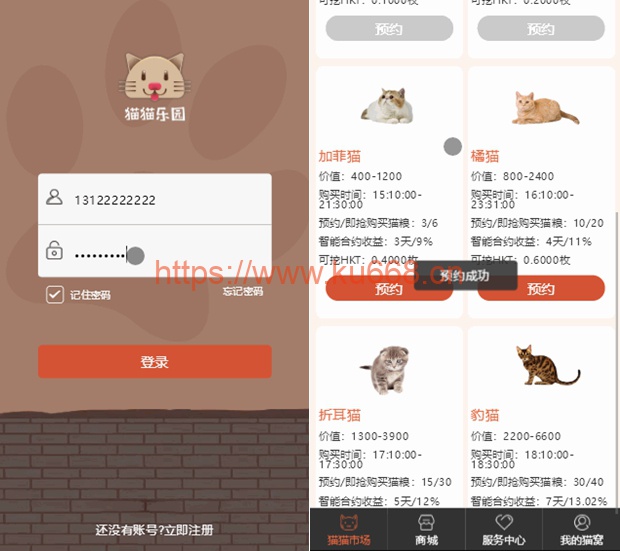 猫猫乐园
13122222222
记住密码
忘记密码
登录
还没有账号?立即注册
https://www.ku668.cn
可挖HKT: 0.1000枚
预约
可挖HKT: 0.2000枚
预约
加菲猫
价值: 400-1200
购买时间: 15:10:00-
21:30:00
预约/即抢购买猫粮: 3/6
智能合约收益: 3天/9%
可挖HKT: 0.4000枚
预约
橘猫
价值: 800-2400
购买时间: 16:10:00-
23:31:00
预约/即抢购买猫粮: 10/20
智能合约收益: 4天/11%
可挖HKT: 0.6000枚
预约
预约成功
折耳猫
价值: 1300-3900
购买时间: 17:10:00-
17:30:00
预约/即抢购买猫粮: 15/30
智能合约收益: 5天/12%
豹猫
价值: 2200-6600
购买时间: 18:10:00-
18:30:00
预约/即抢购买猫粮: 30/40
智能合约收益: 7天/13.02%
猫猫市场
商城
服务中心
我的猫窝